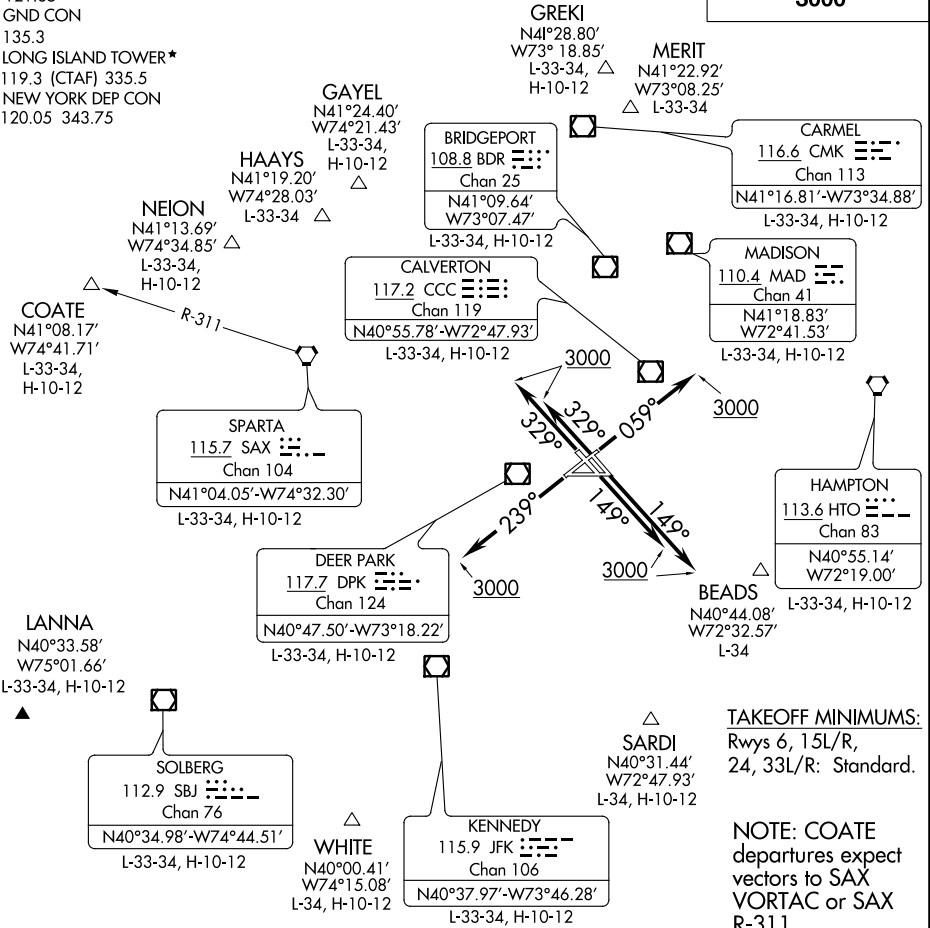 GND CON
135.3
LONG ISLAND TOWER★
119.3 (CTAF) 335.5
NEW YORK DEP CON
120.05 343.75
3000
GREKI
N41°28.80′
W73° 18.85′
L-33-34,
H-10-12
MERIT
N41°22.92′
W73°08.25′
L-33-34
GAYEL
N41°24.40′
W74°21.43′
L-33-34,
H-10-12
HAAYS
N41°19.20′
W74°28.03′
L-33-34
NEION
N41°13.69′
W74°34.85′
L-33-34,
H-10-12
COATE
N41°08.17′
W74°41.71′
L-33-34,
H-10-12
R-311
BRIDGEPORT
108.8 BDR
Chan 25
N41°09.64′
W73°07.47′
L-33-34, H-10-12
CARMEL
116.6 CMK
Chan 113
N41°16.81′-W73°34.88′
L-33-34, H-10-12
CALVERTON
117.2 CCC
Chan 119
N40°55.78′-W72°47.93′
L-33-34, H-10-12
MADISON
110.4 MAD
Chan 41
N41°18.83′
W72°41.53′
L-33-34, H-10-12
SPARTA
115.7 SAX
Chan 104
N41°04.05′-W74°32.30′
L-33-34, H-10-12
3000
3000
329°
329°
059°
239°
149°
149°
3000
3000
HAMPTON
113.6 HTO
Chan 83
N40°55.14′
W72°19.00′
L-33-34, H-10-12
DEER PARK
117.7 DPK
Chan 124
N40°47.50′-W73°18.22′
L-33-34, H-10-12
BEADS
N40°44.08′
W72°32.57′
L-34
LANNA
N40°33.58′
W75°01.66′
L-33-34, H-10-12
SOLBERG
112.9 SBJ
Chan 76
N40°34.98′-W74°44.51′
L-33-34, H-10-12
WHITE
N40°00.41′
W74°15.08′
L-34, H-10-12
KENNEDY
115.9 JFK
Chan 106
N40°37.97′-W73°46.28′
L-33-34, H-10-12
SARDI
N40°31.44′
W72°47.93′
L-34, H-10-12
TAKEOFF MINIMUMS:
Rwys 6, 15L/R,
24, 33L/R: Standard.
NOTE: COATE
departures expect
vectors to SAX
VORTAC or SAX
R-311